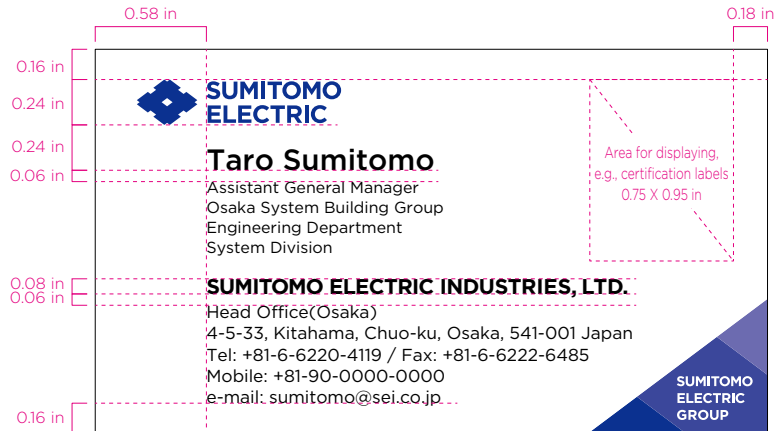 0.58 in
0.18 in
0.16 in
0.24 in
0.24 in
0.06 in
SUMITOMO
ELECTRIC
Taro Sumitomo
Assistant General Manager
Osaka System Building Group
Engineering Department
System Division
Area for displaying,
e.g., certification labels
0.75 X 0.95 in
0.08 in
0.06 in
SUMITOMO ELECTRIC INDUSTRIES, LTD.
Head Office(Osaka)
4-5-33, Kitahama, Chuo-ku, Osaka, 541-001 Japan
Tel: +81-6-6220-4119 / Fax: +81-6-6222-6485
Mobile: +81-90-0000-0000
e-mail: sumitomo@sei.co.jp
0.16 in
SUMITOMO
ELECTRIC
GROUP